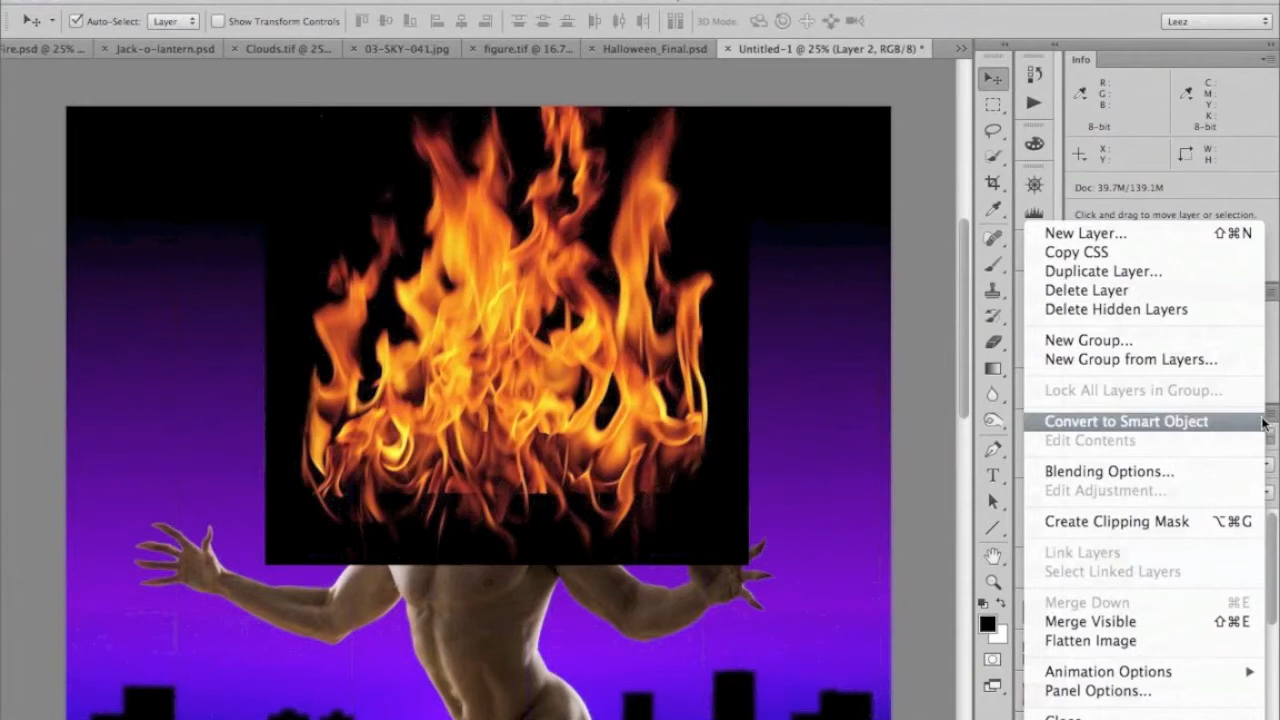 Auto-Select: Layer Show Transform Controls 3D Mode: Leez
Fire.psd @ 25% ... × Jack-o-lantern.psd × Clouds.tif @ 25... × 03-SKY-041.jpg × figure.tif @ 16.7... × Halloween_Final.psd × Untitled-1 @ 25% (Layer 2, RGB/8) * >>
Info
R: C:
G: M:
B: Y:
K:
8-bit 8-bit
X: W:
Y: H:
Doc: 39.7M/139.1M
Click and drag to move layer or selection.
New Layer... ⇧⌘N
Copy CSS
Duplicate Layer...
Delete Layer
Delete Hidden Layers
New Group...
New Group from Layers...
Lock All Layers in Group...
Convert to Smart Object
Edit Contents
Blending Options...
Edit Adjustment...
Create Clipping Mask ⌥⌘G
Link Layers
Select Linked Layers
Merge Down ⌘E
Merge Visible ⇧⌘E
Flatten Image
Animation Options
Panel Options...
Close